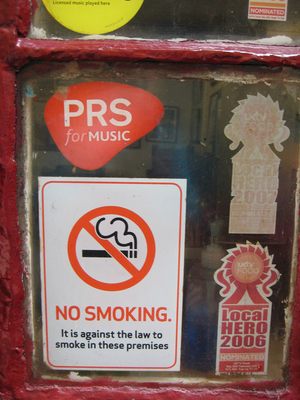 Licensed music played here
NOMINATED
PRS
for MUSIC
Local
HERO
2007
NO SMOKING.
It is against the law to
smoke in these premises
Local
HERO
2006
NOMINATED